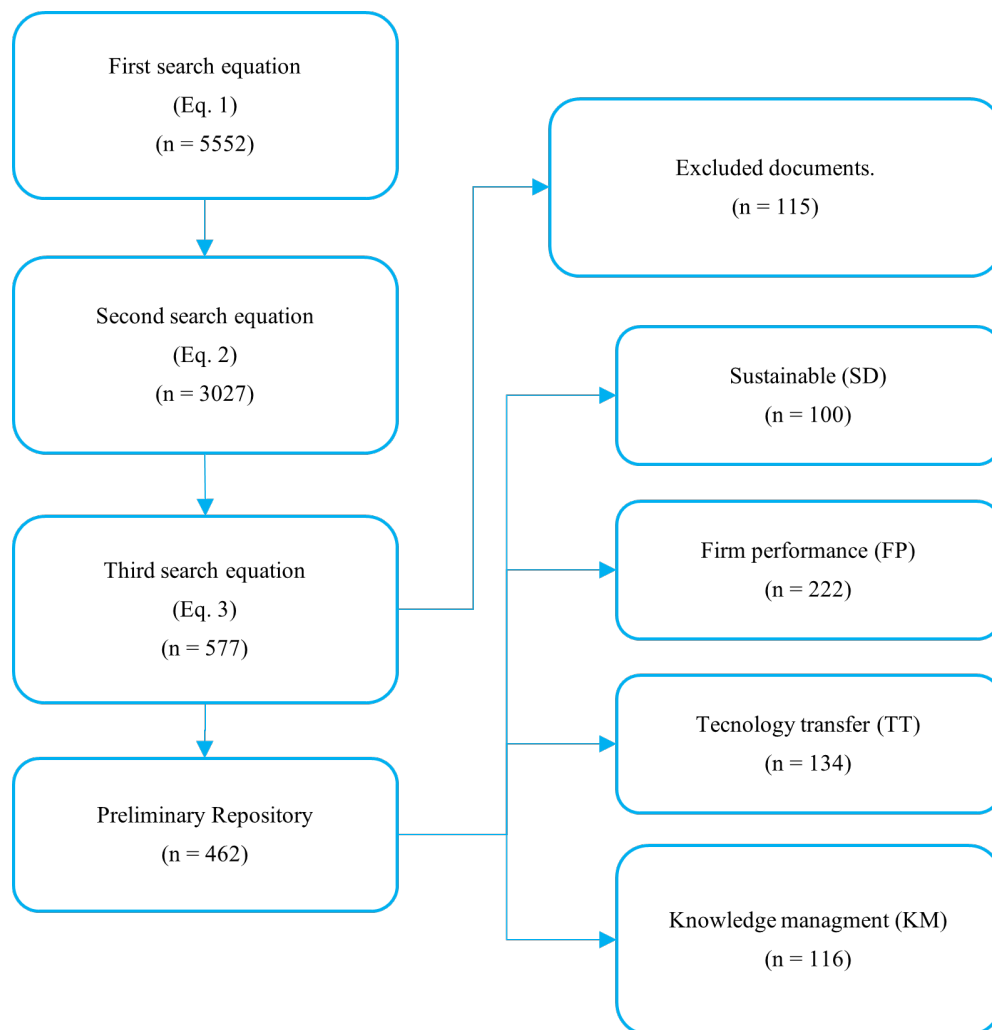 First search equation
(Eq. 1)
(n = 5552)
Second search equation
(Eq. 2)
(n = 3027)
Third search equation
(Eq. 3)
(n = 577)
Preliminary Repository
(n = 462)
Excluded documents.
(n = 115)
Sustainable (SD)
(n = 100)
Firm performance (FP)
(n = 222)
Tecnology transfer (TT)
(n = 134)
Knowledge managment (KM)
(n = 116)